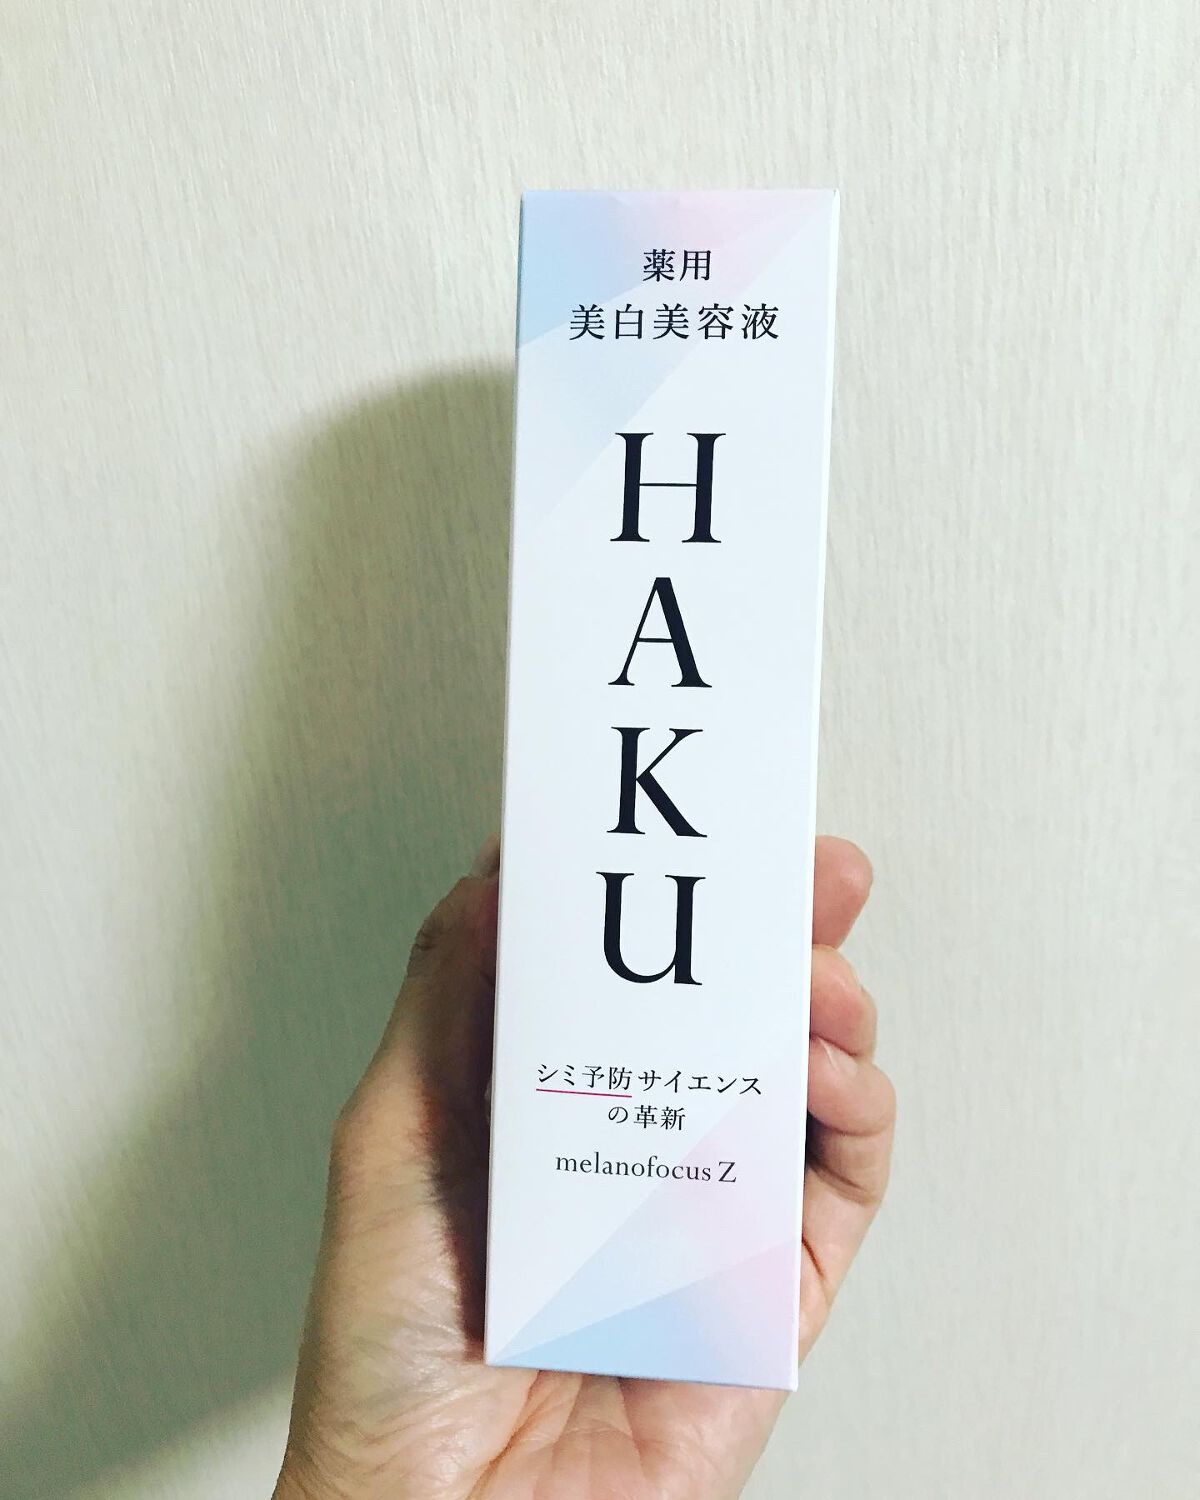 薬用
美白美容液
HAKU
シミ予防サイエンス
の革新
melanofocus Z